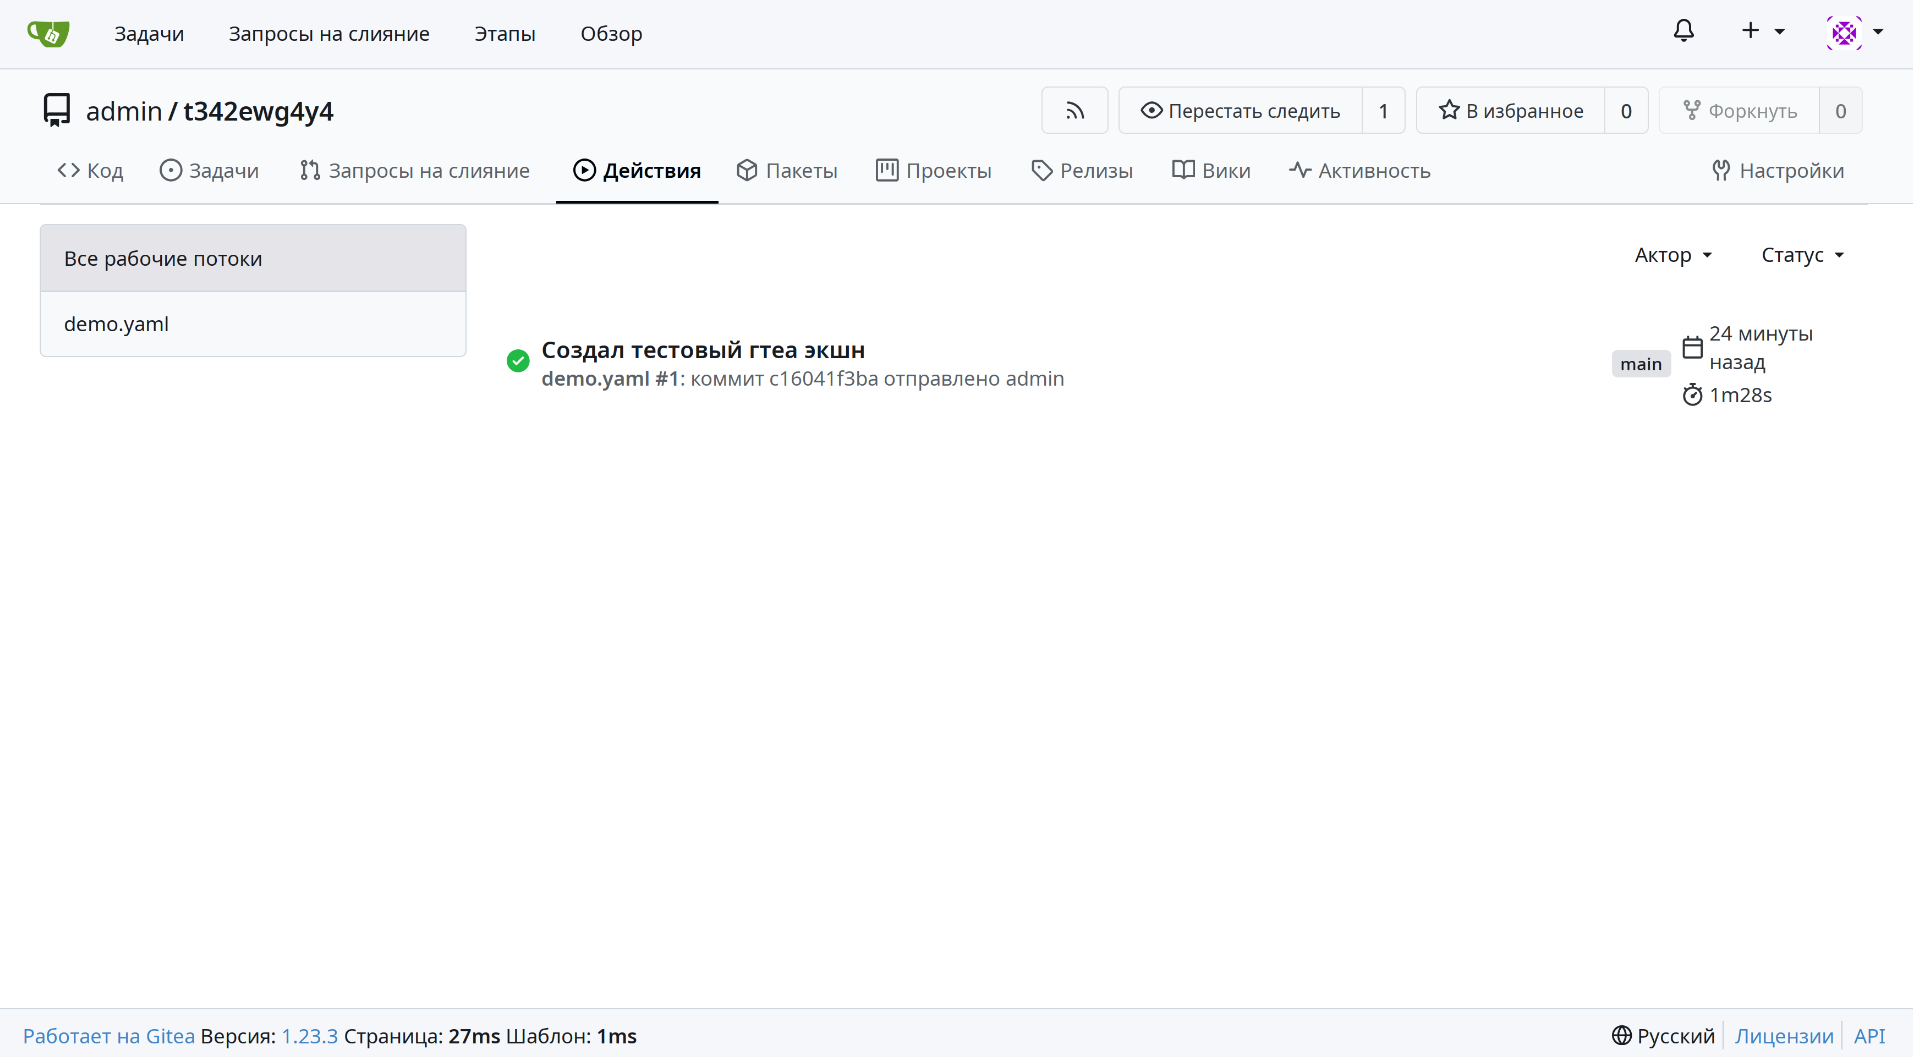 Задачи Запросы на слияние Этапы Обзор
admin / t342ewg4y4
Перестать следить 1 В избранное 0 Форкнуть 0
Код Задачи Запросы на слияние Действия Пакеты Проекты Релизы Вики Активность Настройки
Все рабочие потоки
demo.yaml
Актор Статус
Создал тестовый гтеа экшн
demo.yaml #1: коммит c16041f3ba отправлено admin
main
24 минуты
назад
1m28s
Работает на Gitea Версия: 1.23.3 Страница: 27ms Шаблон: 1ms
Русский Лицензии API